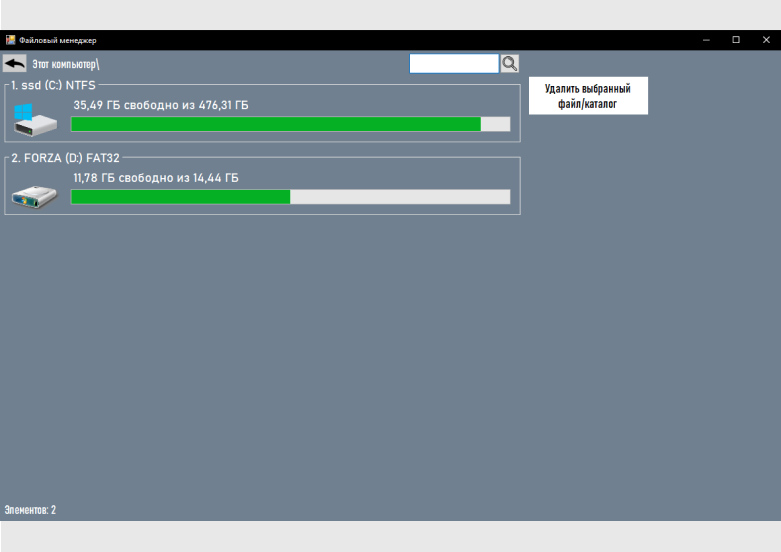 Файловый менеджер
Этот компьютер\
1. ssd (C:) NTFS
35,49 ГБ свободно из 476,31 ГБ
Удалить выбранный
файл/каталог
2. FORZA (D:) FAT32
11,78 ГБ свободно из 14,44 ГБ
Элементов: 2